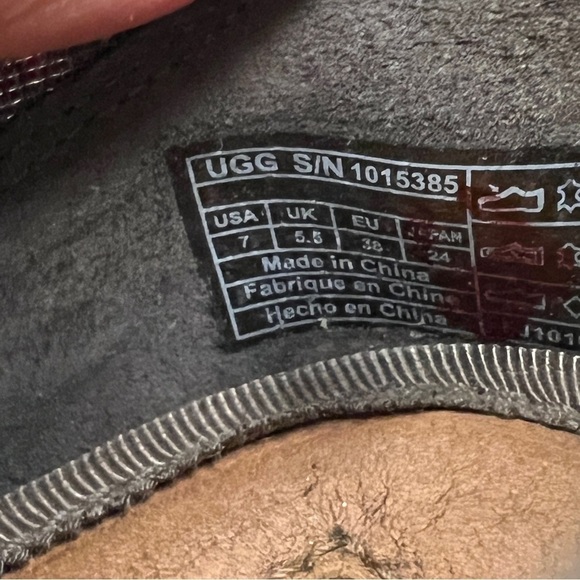 UGG S/N 1015385
USA UK EU JAPAN
7 5.5 38 24
Made in China
Fabrique en Chine
Hecho en China